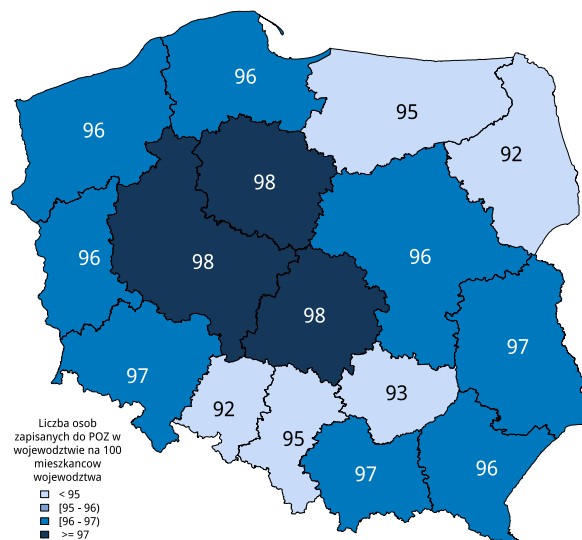 96
95
96
92
98
96
98
96
98
97
97
93
92
95
97
96
Liczba osob
zapisanych do POZ w
wojewodztwie na 100
mieszkancow
wojewodztwa
< 95
[95 - 96)
[96 - 97)
>= 97